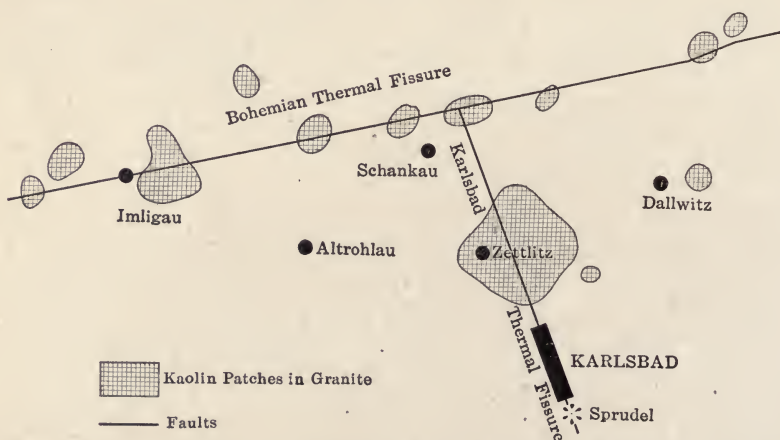 Bohemian Thermal Fissure
Schankau
Karlsbad
Dallwitz
Imligau
Altrohlau
Zettlitz
Thermal Fissure
KARLSBAD
Kaolin Patches in Granite
Sprudel
Faults